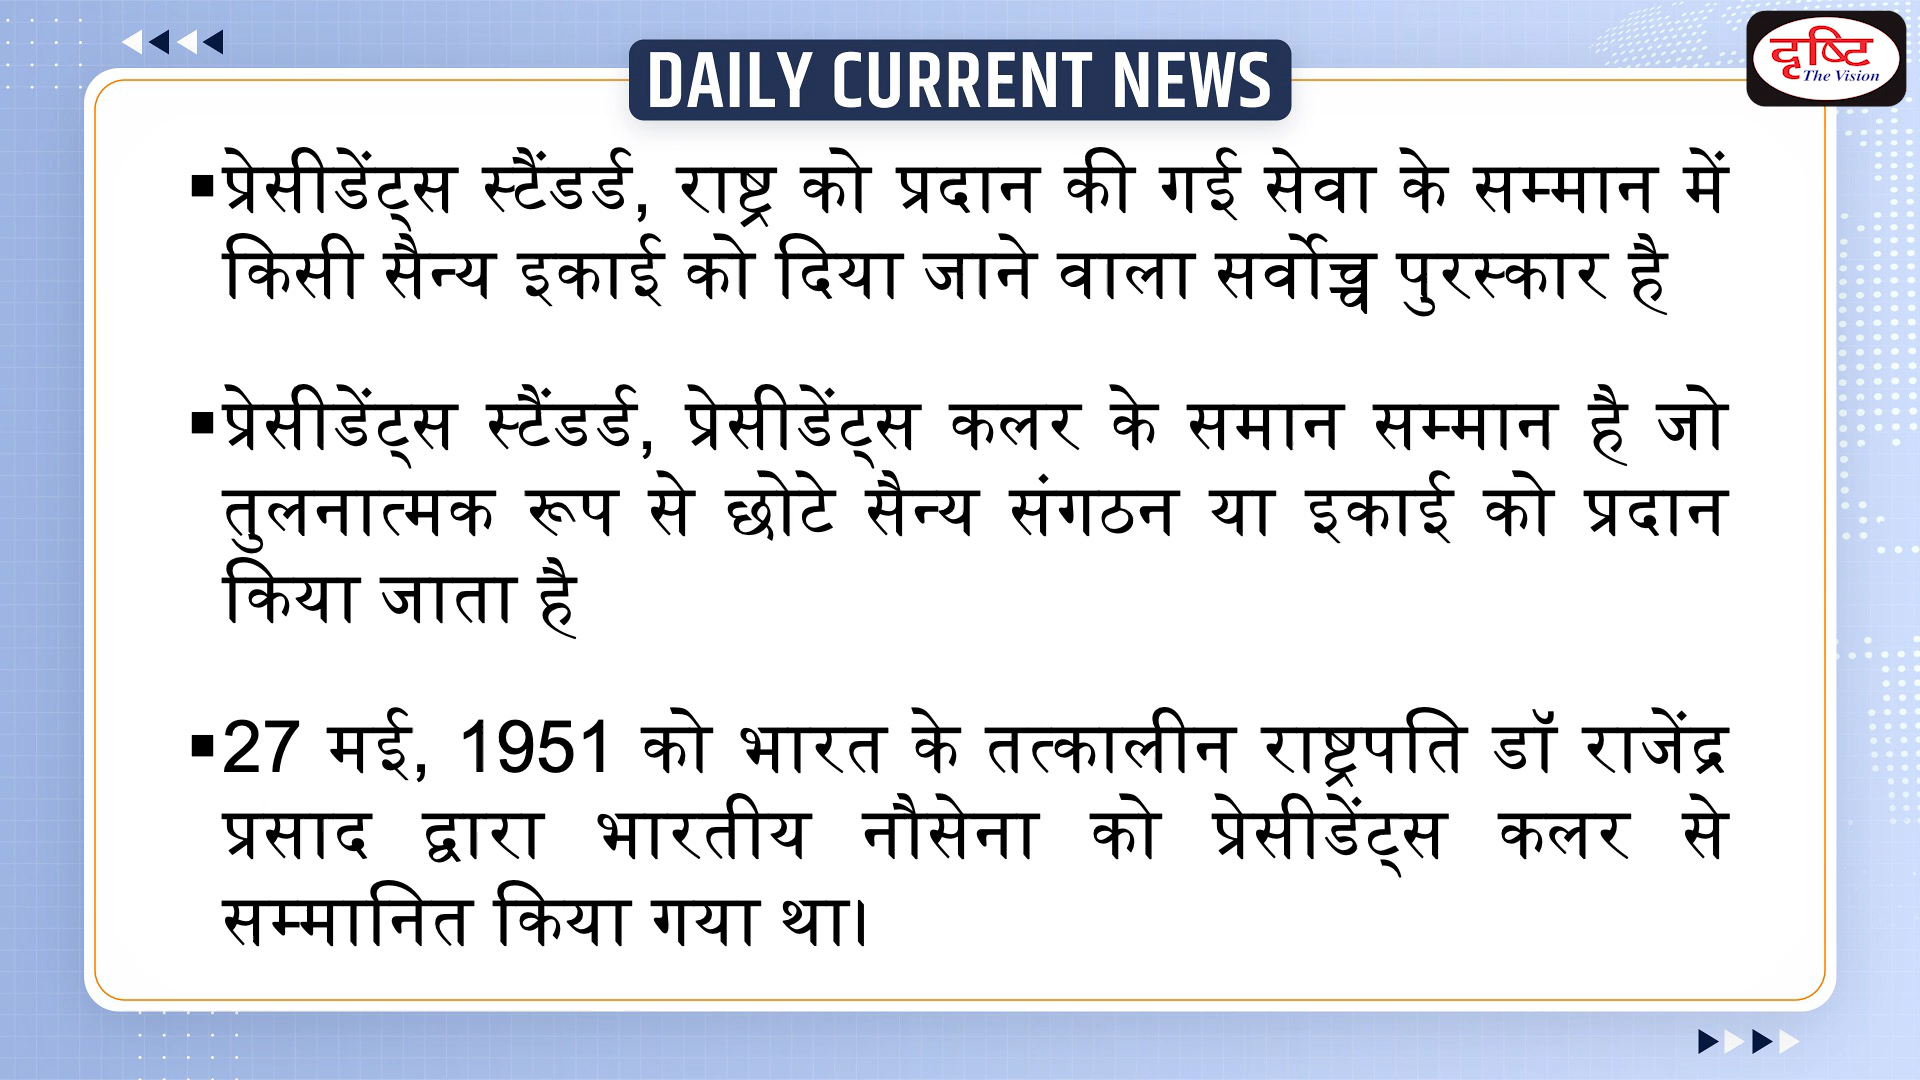 DAILY CURRENT NEWS
दृष्टि
The Vision
▪प्रेसीडेंट्स स्टैंडर्ड, राष्ट्र को प्रदान की गई सेवा के सम्मान में
किसी सैन्य इकाई को दिया जाने वाला सर्वोच्च पुरस्कार है
▪प्रेसीडेंट्स स्टैंडर्ड, प्रेसीडेंट्स कलर के समान सम्मान है जो
तुलनात्मक रूप से छोटे सैन्य संगठन या इकाई को प्रदान
किया जाता है
▪27 मई, 1951 को भारत के तत्कालीन राष्ट्रपति डॉ राजेंद्र
प्रसाद द्वारा भारतीय नौसेना को प्रेसीडेंट्स कलर से
सम्मानित किया गया था।